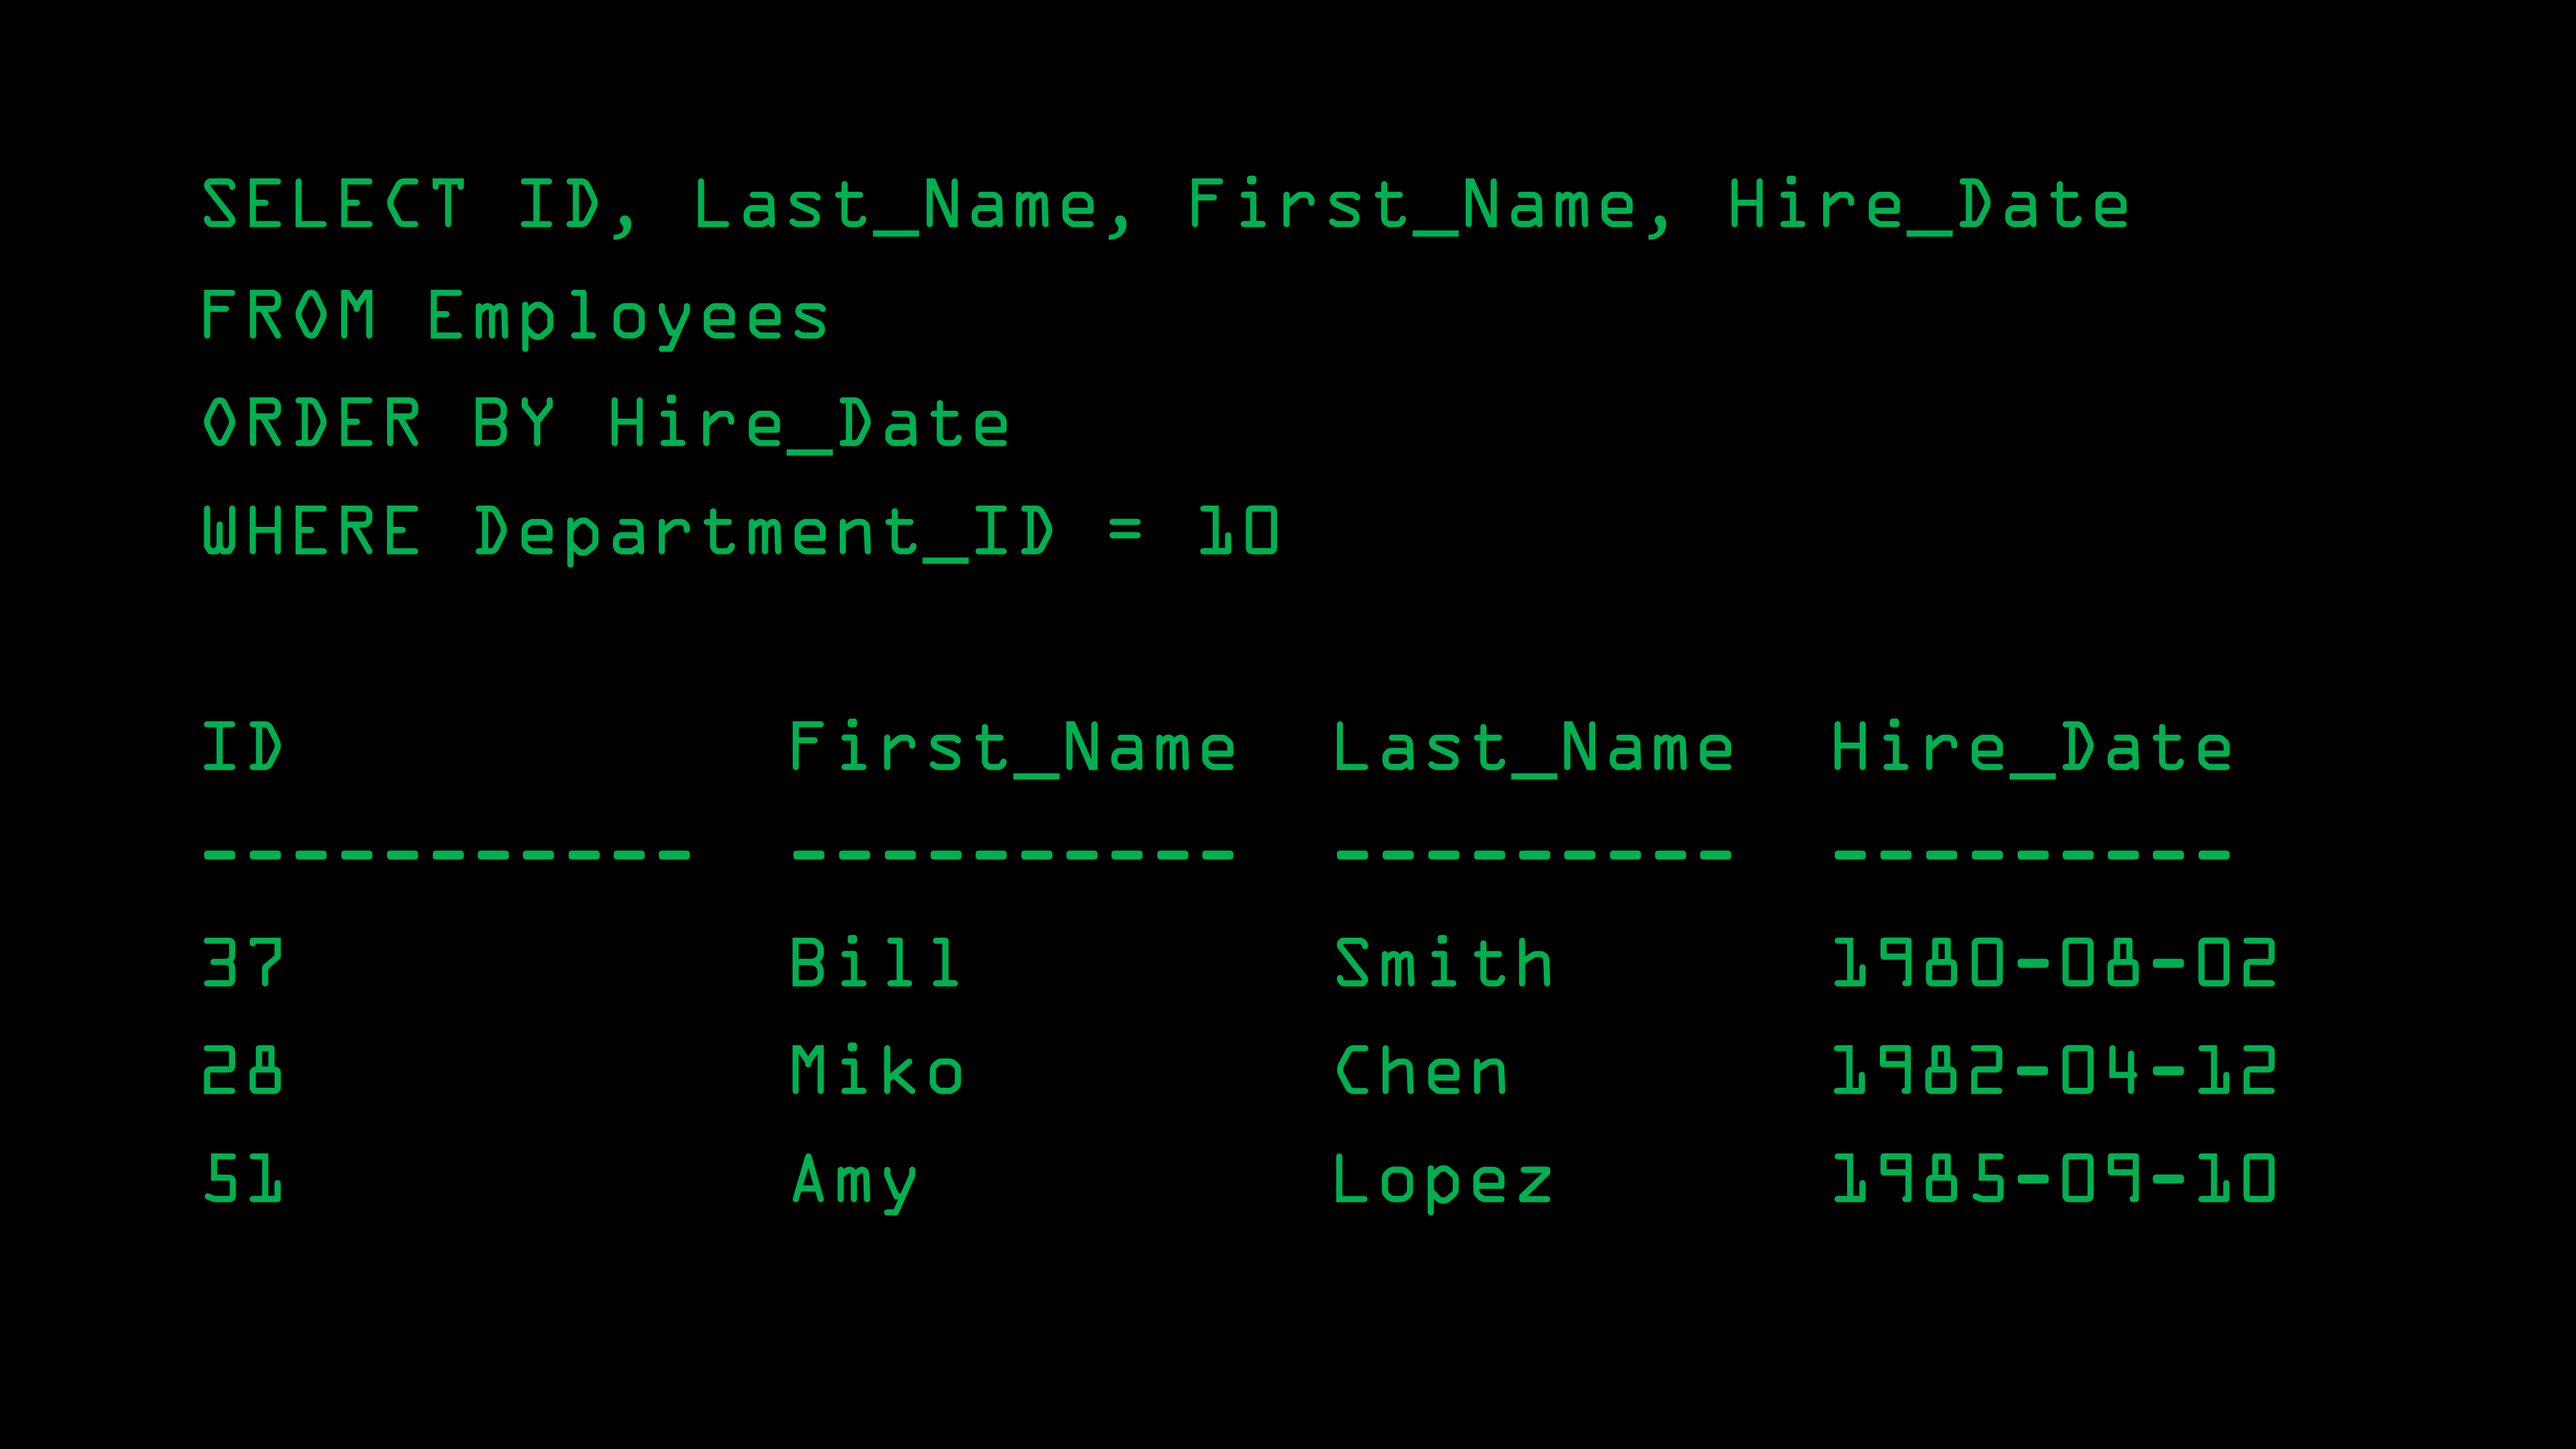 SELECT ID, Last_Name, First_Name, Hire_Date
FROM Employees
ORDER BY Hire_Date
WHERE Department_ID = 10
ID First_Name Last_Name Hire_Date
----------- ---------- --------- ---------
37 Bill Smith 1980-08-02
28 Miko Chen 1982-04-12
51 Amy Lopez 1985-09-10